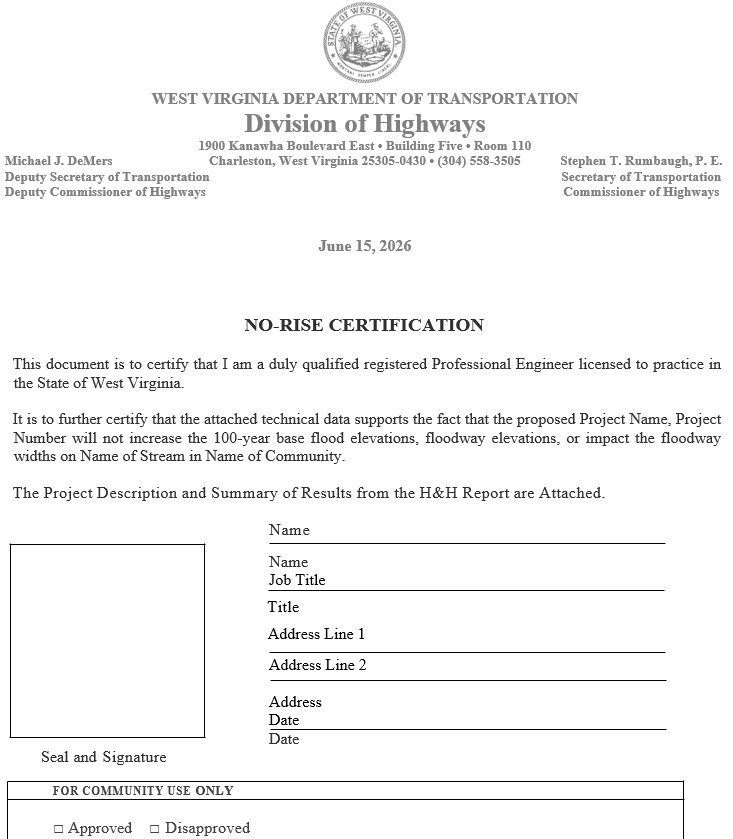 STATE OF WEST VIRGINIA
MONTANI SEMPER LIBERI
WEST VIRGINIA DEPARTMENT OF TRANSPORTATION
Division of Highways
1900 Kanawha Boulevard East • Building Five • Room 110
Michael J. DeMers Charleston, West Virginia 25305-0430 • (304) 558-3505 Stephen T. Rumbaugh, P. E.
Deputy Secretary of Transportation Secretary of Transportation
Deputy Commissioner of Highways Commissioner of Highways
June 15, 2026
NO-RISE CERTIFICATION
This document is to certify that I am a duly qualified registered Professional Engineer licensed to practice in
the State of West Virginia.
It is to further certify that the attached technical data supports the fact that the proposed Project Name, Project
Number will not increase the 100-year base flood elevations, floodway elevations, or impact the floodway
widths on Name of Stream in Name of Community.
The Project Description and Summary of Results from the H&H Report are Attached.
Name
Name
Job Title
Title
Address Line 1
Address Line 2
Address
Date
Date
Seal and Signature
FOR COMMUNITY USE ONLY
□ Approved □ Disapproved